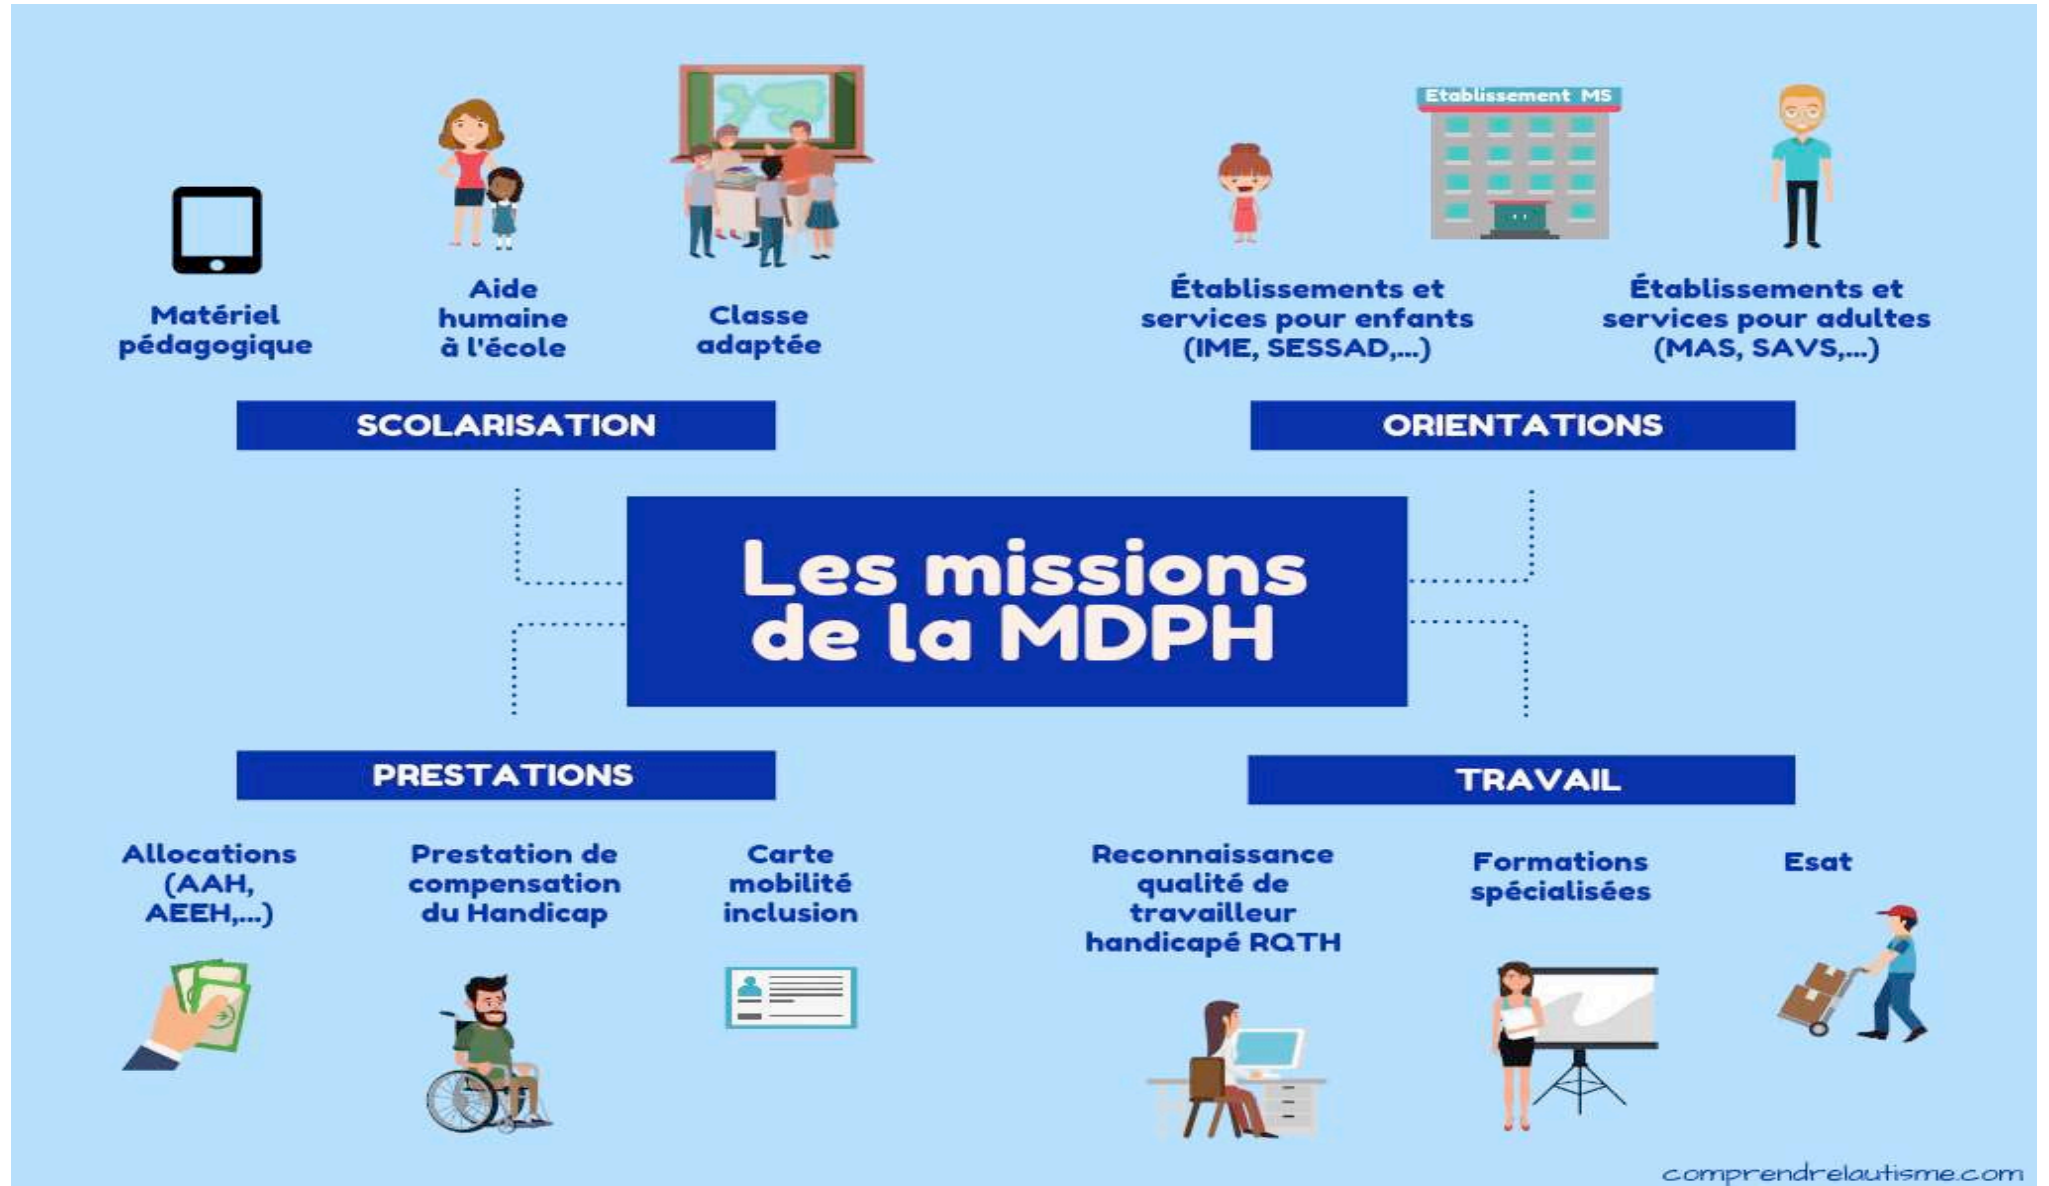 Etablissement MS
Matériel
pédagogique
Aide
humaine
à l'école
Classe
adaptée
Établissements et
services pour enfants
(IME, SESSAD,...)
Établissements et
services pour adultes
(MAS, SAVS,...)
SCOLARISATION
ORIENTATIONS
Les missions
de la MDPH
PRESTATIONS
TRAVAIL
Allocations
(AAH,
AEEH,...)
Prestation de
compensation
du Handicap
Carte
mobilité
inclusion
Reconnaissance
qualité de
travailleur
handicapé RQTH
Formations
spécialisées
Esat
comprendrelautisme.com